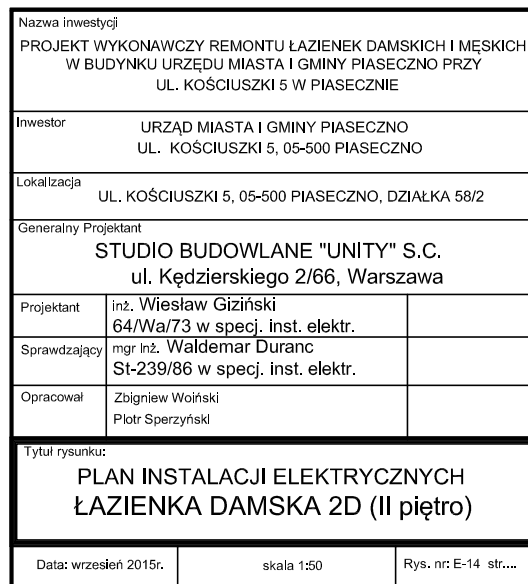 Nazwa inwestycji
PROJEKT WYKONAWCZY REMONTU ŁAZIENEK DAMSKICH I MĘSKICH
W BUDYNKU URZĘDU MIASTA I GMINY PIASECZNO PRZY
UL. KOŚCIUSZKI 5 W PIASECZNIE
Inwestor
URZĄD MIASTA I GMINY PIASECZNO
UL. KOŚCIUSZKI 5, 05-500 PIASECZNO
Lokalizacja
UL. KOŚCIUSZKI 5, 05-500 PIASECZNO, DZIAŁKA 58/2
Generalny Projektant
STUDIO BUDOWLANE "UNITY" S.C.
ul. Kędzierskiego 2/66, Warszawa
Projektant
inż. Wiesław Giziński
64/Wa/73 w specj. inst. elektr.
Sprawdzający
mgr inż. Waldemar Duranc
St-239/86 w specj. inst. elektr.
Opracował
Zbigniew Woiński
Piotr Sperzyński
Tytuł rysunku:
PLAN INSTALACJI ELEKTRYCZNYCH
ŁAZIENKA DAMSKA 2D (II piętro)
Data: wrzesień 2015r. skala 1:50 Rys. nr: E-14 str....